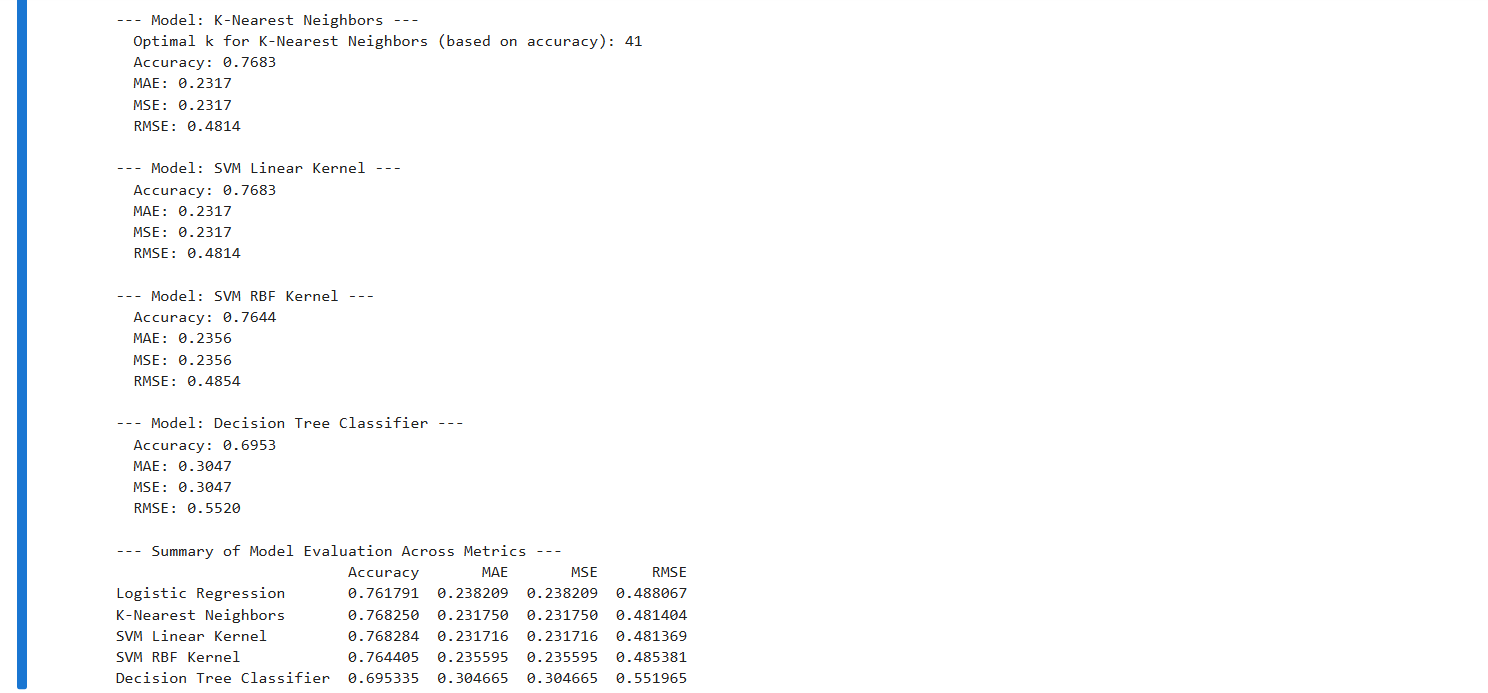 --- Model: K-Nearest Neighbors ---
  Optimal k for K-Nearest Neighbors (based on accuracy): 41
  Accuracy: 0.7683
  MAE: 0.2317
  MSE: 0.2317
  RMSE: 0.4814

--- Model: SVM Linear Kernel ---
  Accuracy: 0.7683
  MAE: 0.2317
  MSE: 0.2317
  RMSE: 0.4814

--- Model: SVM RBF Kernel ---
  Accuracy: 0.7644
  MAE: 0.2356
  MSE: 0.2356
  RMSE: 0.4854

--- Model: Decision Tree Classifier ---
  Accuracy: 0.6953
  MAE: 0.3047
  MSE: 0.3047
  RMSE: 0.5520

--- Summary of Model Evaluation Across Metrics ---
                          Accuracy       MAE       MSE      RMSE
Logistic Regression       0.761791  0.238209  0.238209  0.488067
K-Nearest Neighbors       0.768250  0.231750  0.231750  0.481404
SVM Linear Kernel         0.768284  0.231716  0.231716  0.481369
SVM RBF Kernel            0.764405  0.235595  0.235595  0.485381
Decision Tree Classifier  0.695335  0.304665  0.304665  0.551965